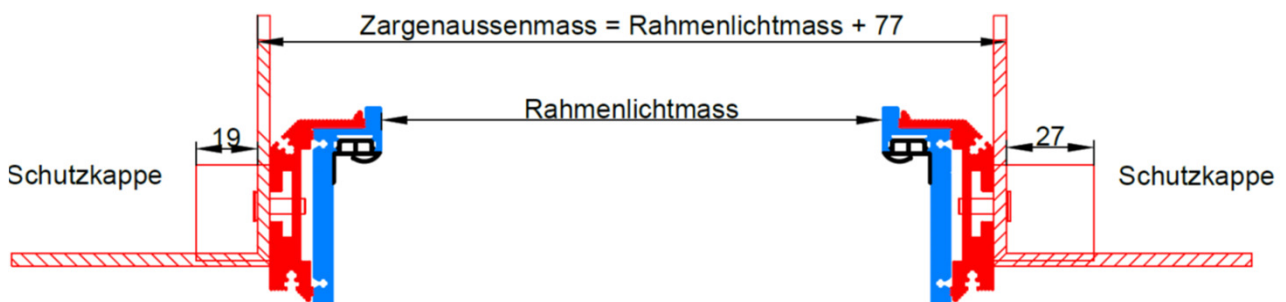 Zargenaussenmass = Rahmenlichtmass + 77
Rahmenlichtmass
19
27
Schutzkappe
Schutzkappe